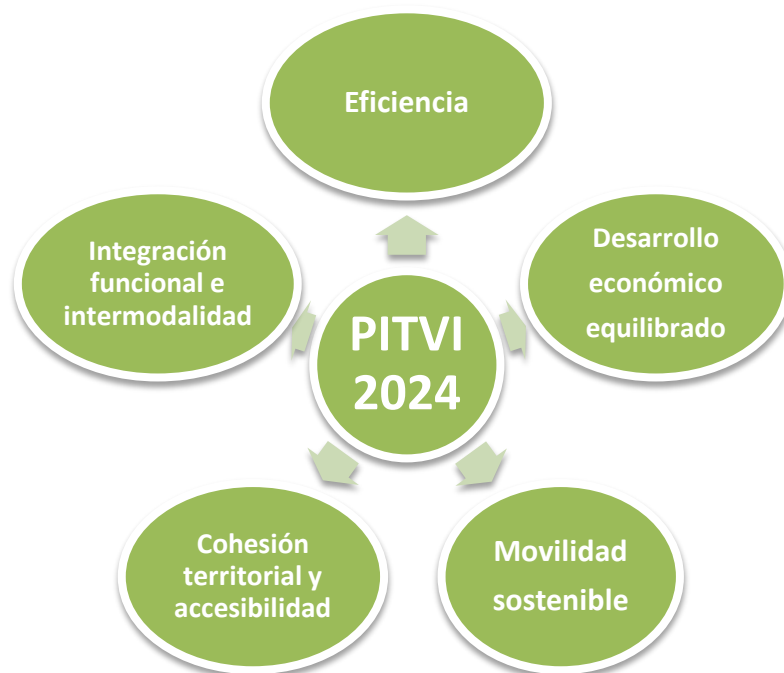 Eficiencia
Integración
funcional e
intermodalidad
Desarrollo
económico
equilibrado
PITVI
2024
Cohesión
territorial y
accesibilidad
Movilidad
sostenible